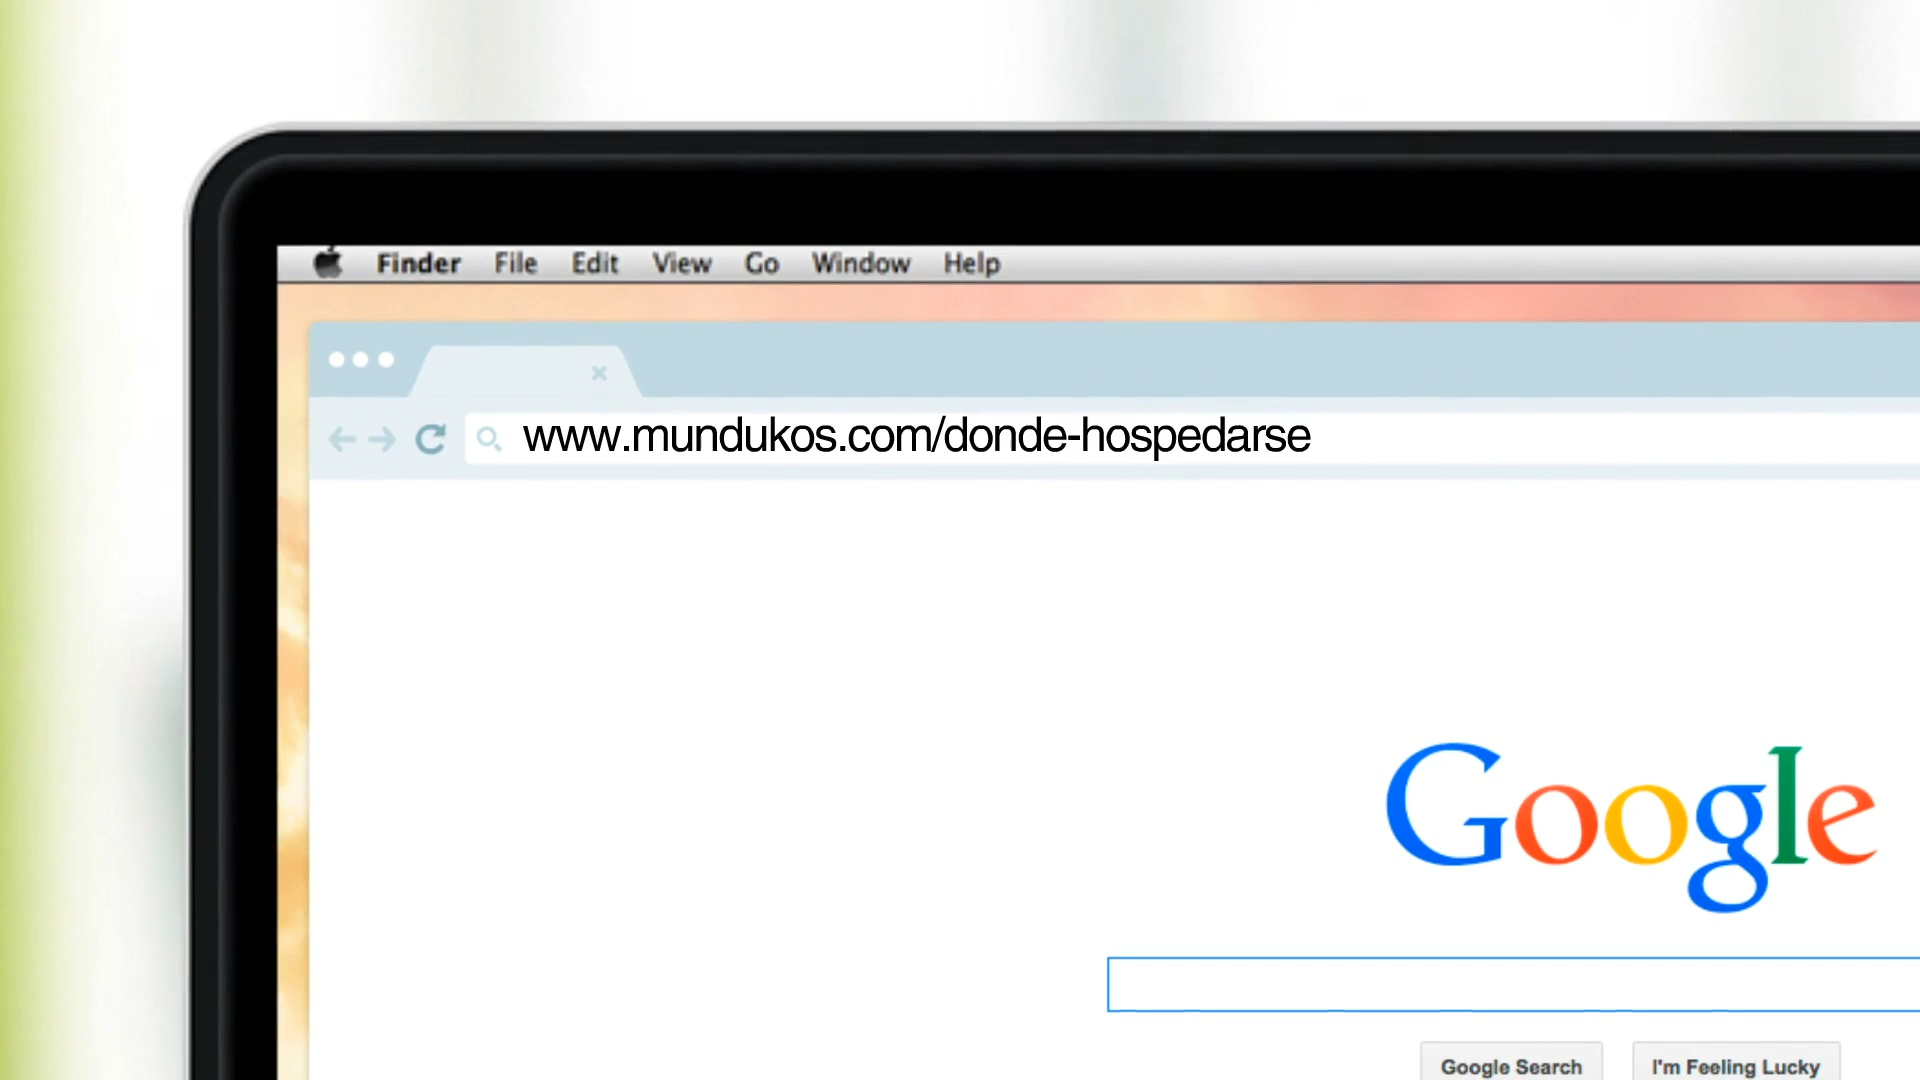 Finder File Edit View Go Window Help
www.mundukos.com/donde-hospedarse
Google
Google Search I'm Feeling Lucky